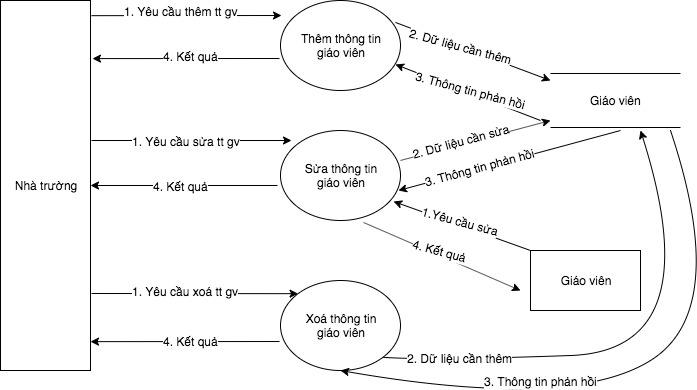 1. Yêu cầu thêm tt gv
Thêm thông tin
giáo viên
2. Dữ liệu cần thêm
4. Kết quả
3. Thông tin phản hồi
Giáo viên
1. Yêu cầu sửa tt gv
2. Dữ liệu cần sửa
Nhà trường
Sửa thông tin
giáo viên
3. Thông tin phản hồi
4. Kết quả
1.Yêu cầu sửa
4. Kết quả
Giáo viên
1. Yêu cầu xoá tt gv
Xoá thông tin
giáo viên
4. Kết quả
2. Dữ liệu cần thêm
3. Thông tin phản hồi